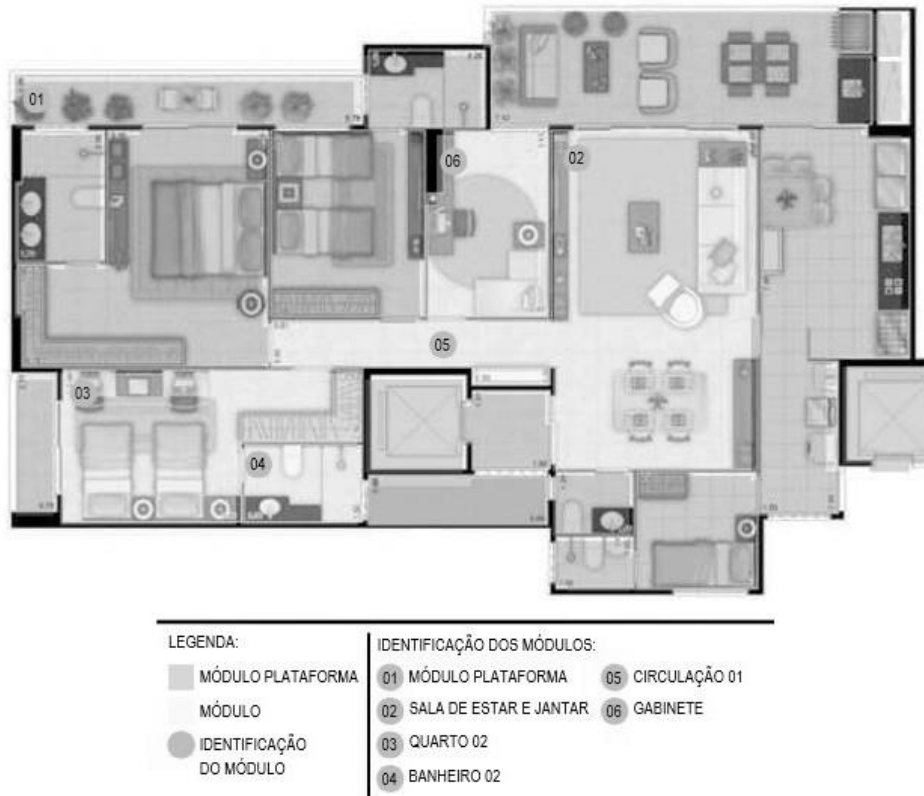 01
06
02
05
03
04
LEGENDA:
MÓDULO PLATAFORMA
MÓDULO
IDENTIFICAÇÃO
DO MÓDULO
IDENTIFICAÇÃO DOS MÓDULOS:
01 MÓDULO PLATAFORMA
02 SALA DE ESTAR E JANTAR
03 QUARTO 02
04 BANHEIRO 02
05 CIRCULAÇÃO 01
06 GABINETE